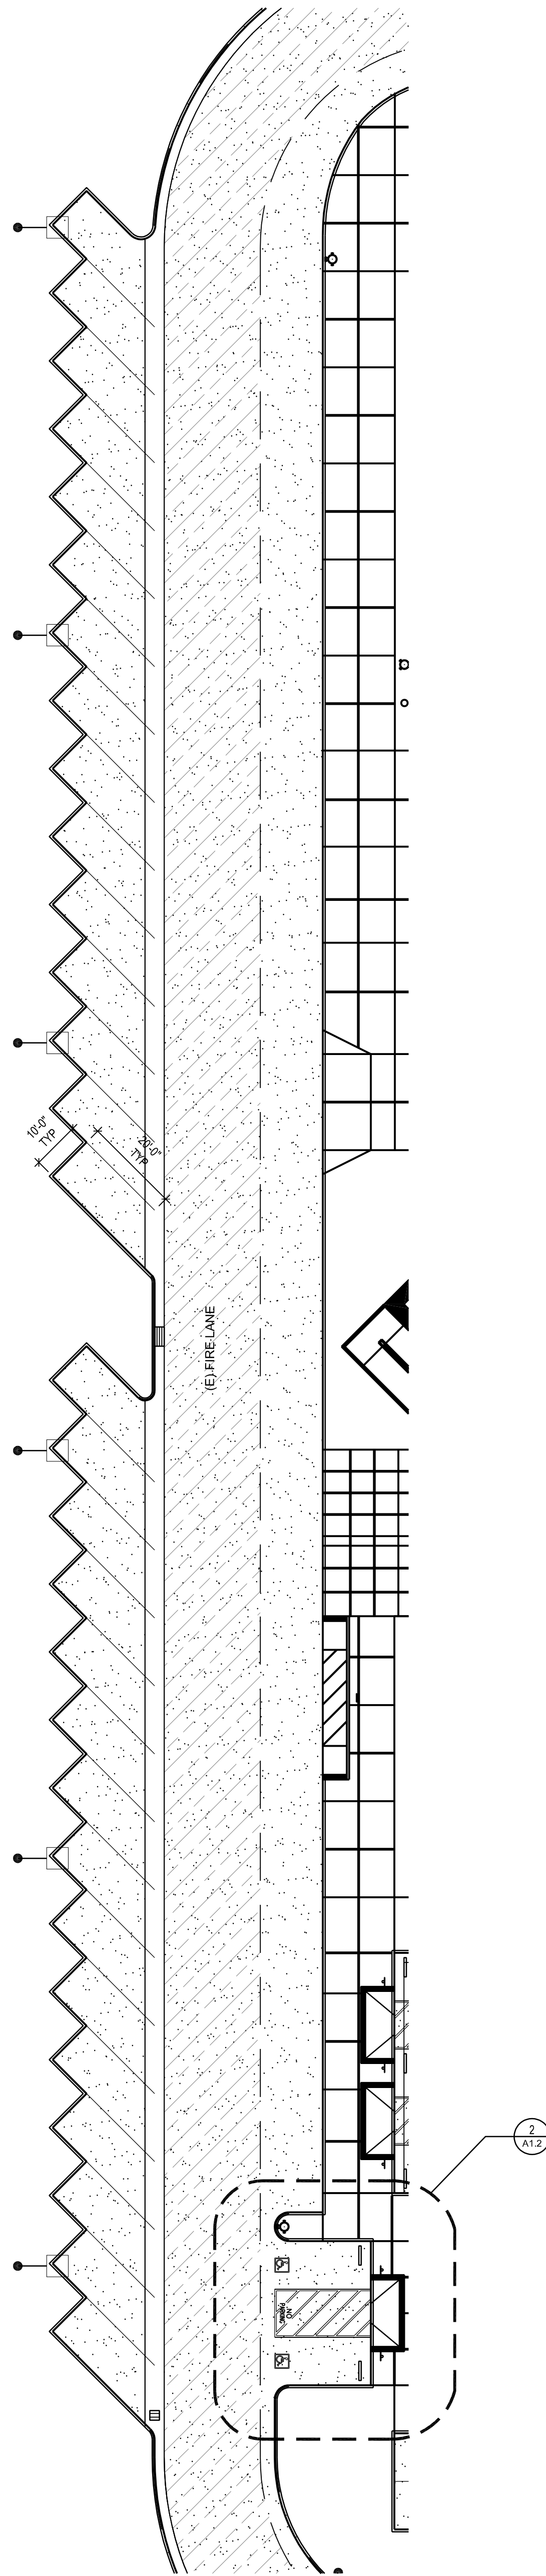 10'-0"
TYP
20'-0"
TYP
(E) FIRE LANE
2
A1.2
NO
PARKING